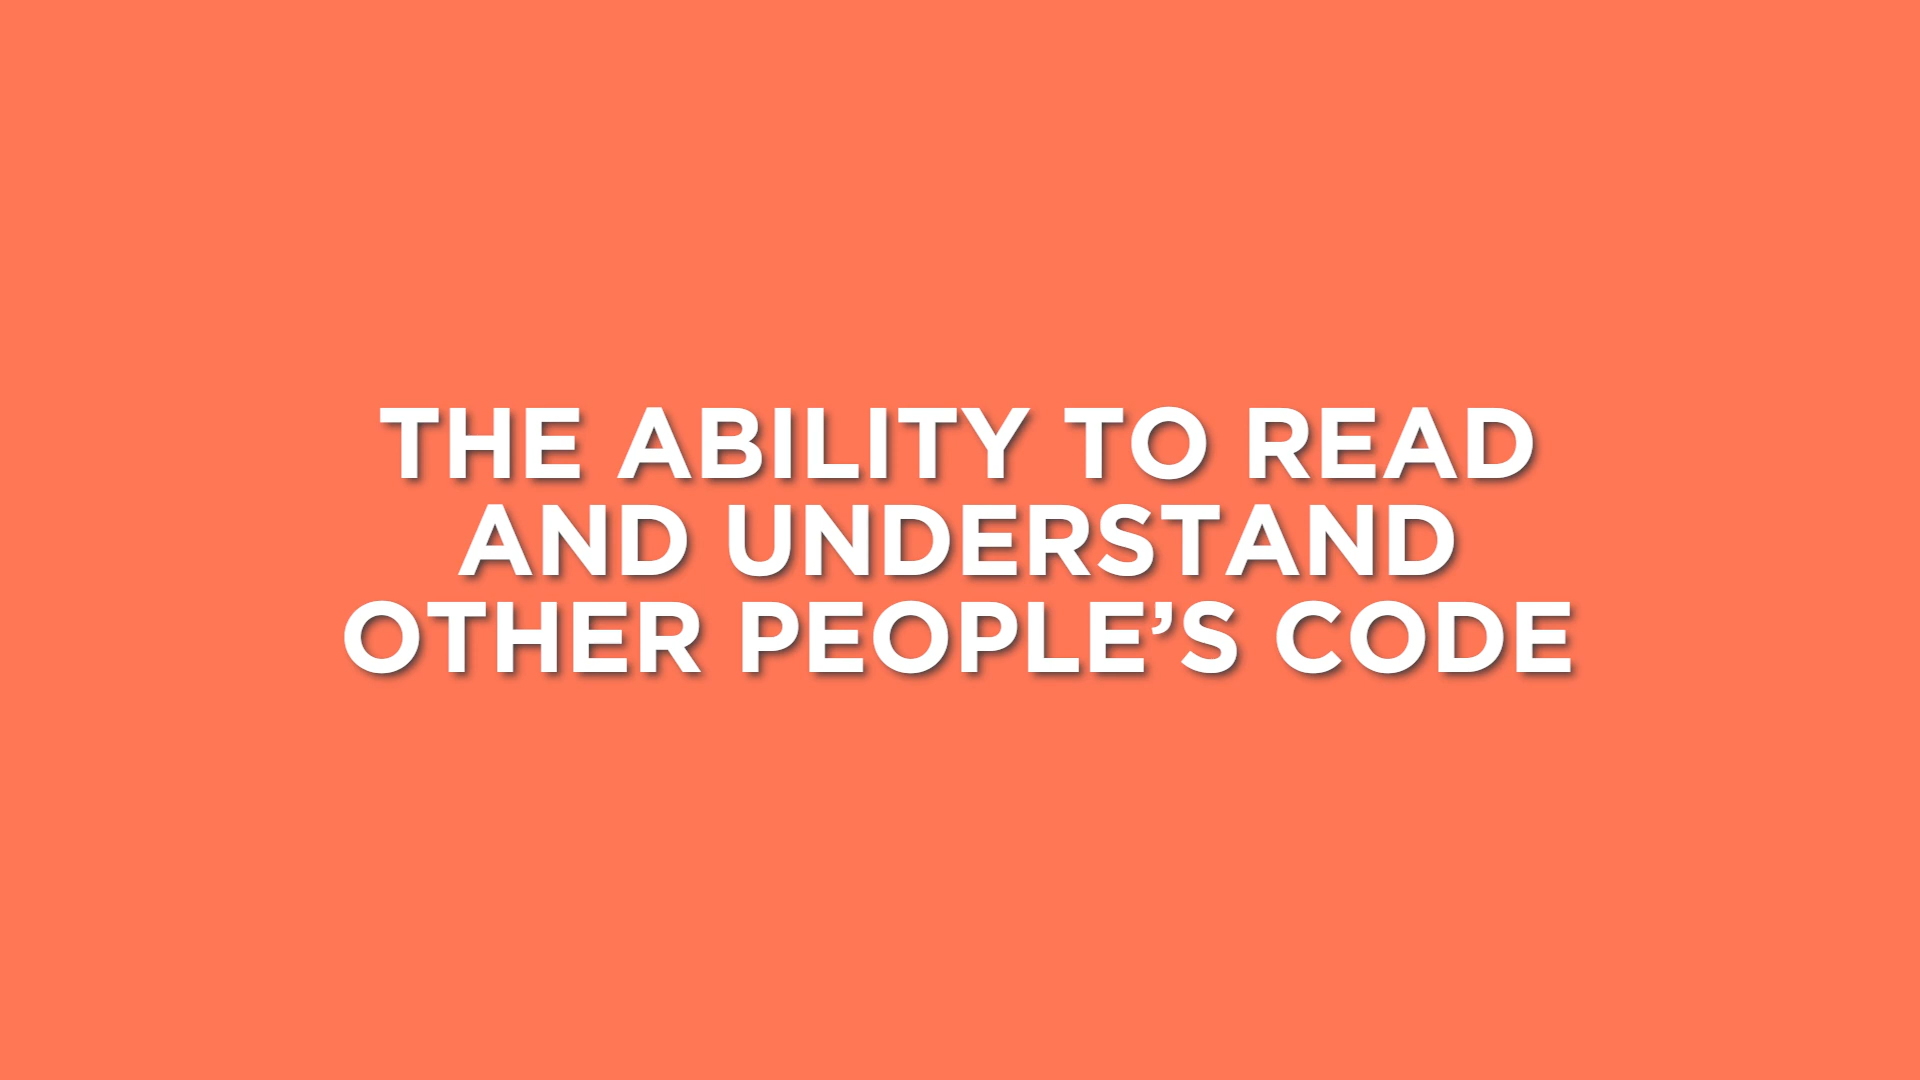 THE ABILITY TO READ
AND UNDERSTAND
OTHER PEOPLE’S CODE